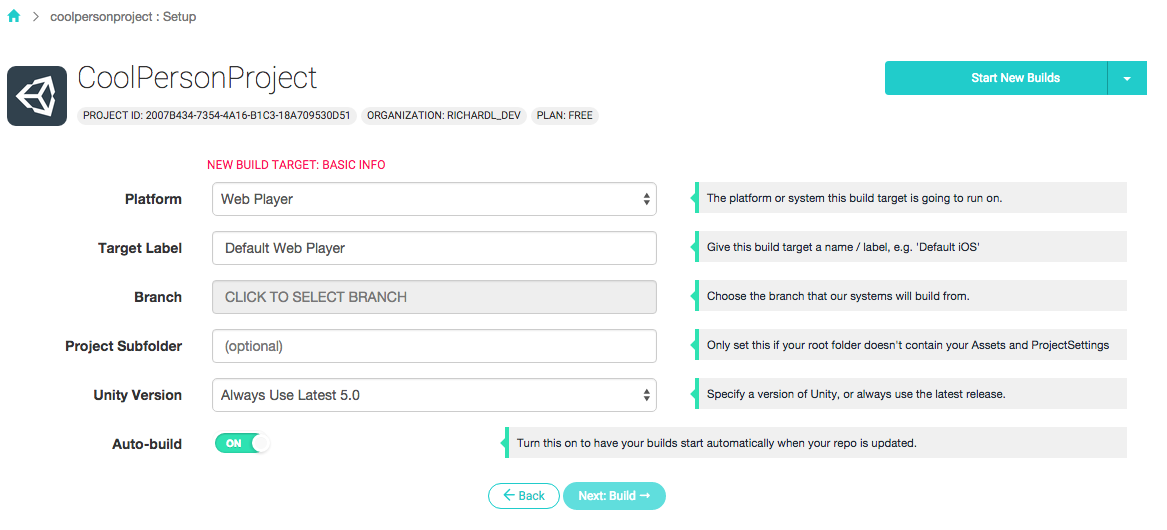 coolpersonproject : Setup
CoolPersonProject
Start New Builds
PROJECT ID: 2007B434-7354-4A16-B1C3-18A709530D51 ORGANIZATION: RICHARDL_DEV PLAN: FREE
NEW BUILD TARGET: BASIC INFO
Platform Web Player The platform or system this build target is going to run on.
Target Label Default Web Player Give this build target a name / label, e.g. 'Default iOS'
Branch CLICK TO SELECT BRANCH Choose the branch that our systems will build from.
Project Subfolder (optional) Only set this if your root folder doesn't contain your Assets and ProjectSettings
Unity Version Always Use Latest 5.0 Specify a version of Unity, or always use the latest release.
Auto-build ON Turn this on to have your builds start automatically when your repo is updated.
← Back Next: Build →